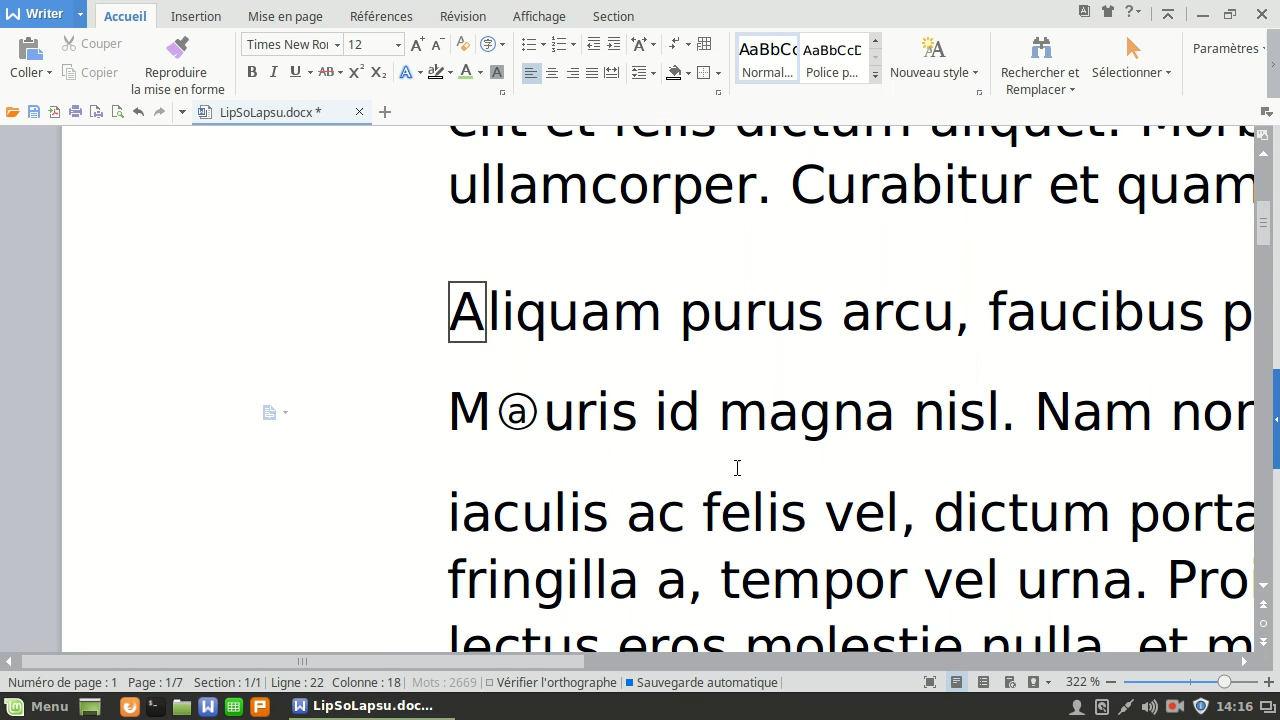 Writer
Accueil Insertion Mise en page Références Révision Affichage Section
Couper
Copier
Coller
Reproduire
la mise en forme
Times New Ro 12
B I U AB X² X₂ A A A
AaBbCc
Normal...
AaBbCcD
Police p...
Nouveau style
Rechercher et
Remplacer
Sélectionner
Paramètres
LipSoLapsu.docx *
elit et felis dictum aliquet. Morb
ullamcorper. Curabitur et quam
Aliquam purus arcu, faucibus p
M@uris id magna nisl. Nam nor
iaculis ac felis vel, dictum porta
fringilla a, tempor vel urna. Proi
lectus eros molestie nulla, et m
Numéro de page : 1 Page : 1/7 Section : 1/1 Ligne : 22 Colonne : 18 Mots : 2669 Vérifier l'orthographe Sauvegarde automatique 322 %
Menu LipSoLapsu.doc... 14:16